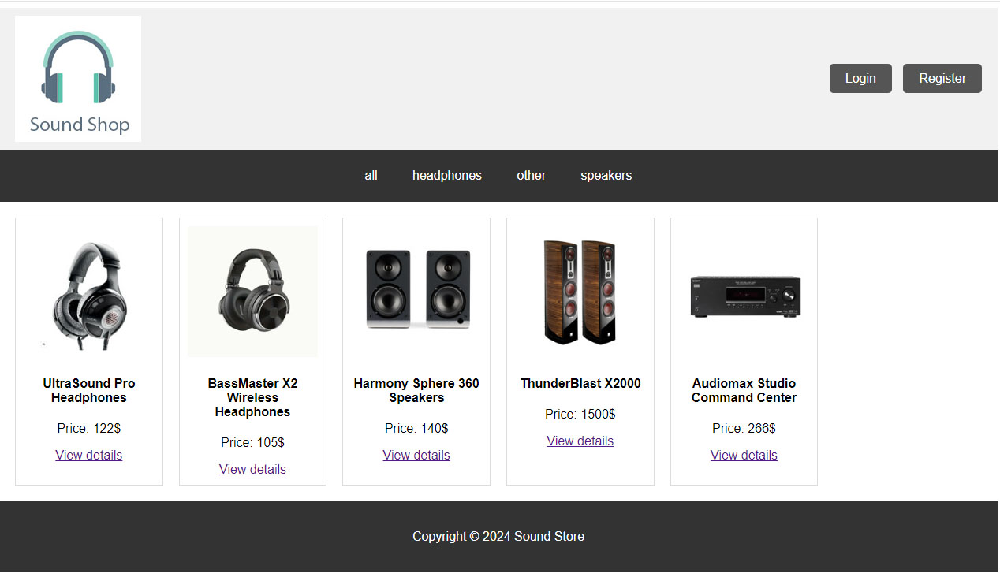 Sound Shop
Login
Register
all
headphones
other
speakers
UltraSound Pro
Headphones
Price: 122$
View details
BassMaster X2
Wireless
Headphones
Price: 105$
View details
Harmony Sphere 360
Speakers
Price: 140$
View details
ThunderBlast X2000
Price: 1500$
View details
Audiomax Studio
Command Center
Price: 266$
View details
Copyright © 2024 Sound Store